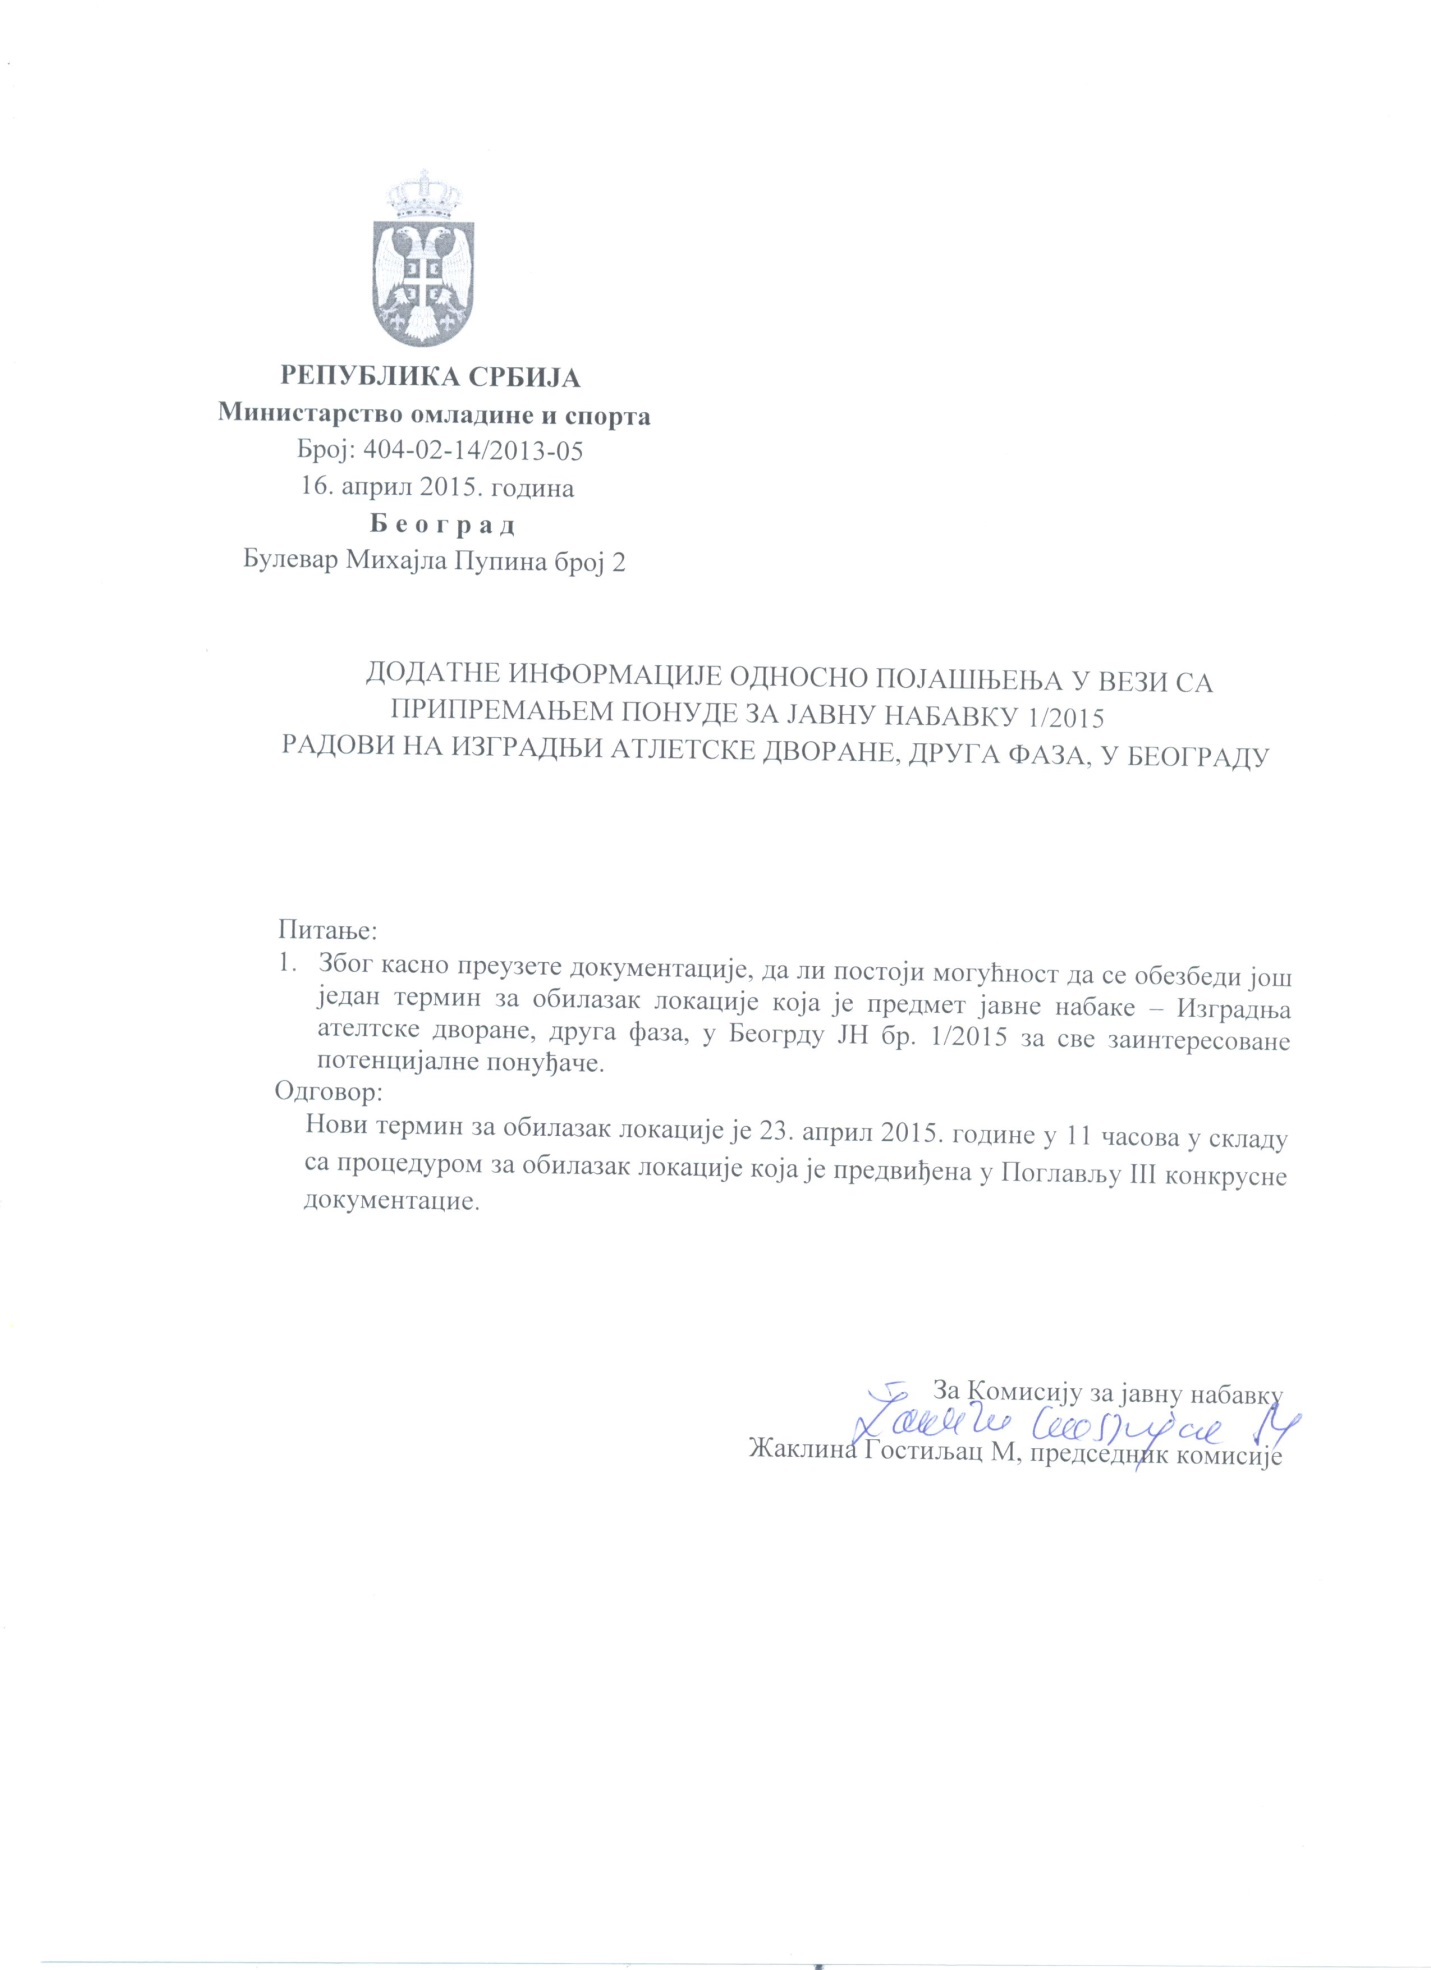 РЕПУБЛИКА СРБИЈА
Министарство омладине и спорта
Број: 404-02-14/2013-05
16. април 2015. година
Б е о г р а д
Булевар Михајла Пупина број 2
ДОДАТНЕ ИНФОРМАЦИЈЕ ОДНОСНО ПОЈАШЊЕЊА У ВЕЗИ СА
ПРИПРЕМАЊЕМ ПОНУДЕ ЗА ЈАВНУ НАБАВКУ 1/2015
РАДОВИ НА ИЗГРАДЊИ АТЛЕТСКЕ ДВОРАНЕ, ДРУГА ФАЗА, У БЕОГРАДУ
Питање:
1. Због касно преузете документације, да ли постоји могућност да се обезбеди још
један термин за обилазак локације која је предмет јавне набаке – Изградња
ателтске дворане, друга фаза, у Беогрду ЈН бр. 1/2015 за све заинтересоване
потенцијалне понуђаче.
Одговор:
Нови термин за обилазак локације је 23. април 2015. године у 11 часова у складу
са процедуром за обилазак локације која је предвиђена у Поглављу III конкрусне
документацие.
За Комисију за јавну набавку
Жаклина Гостиљац М, председник комисије